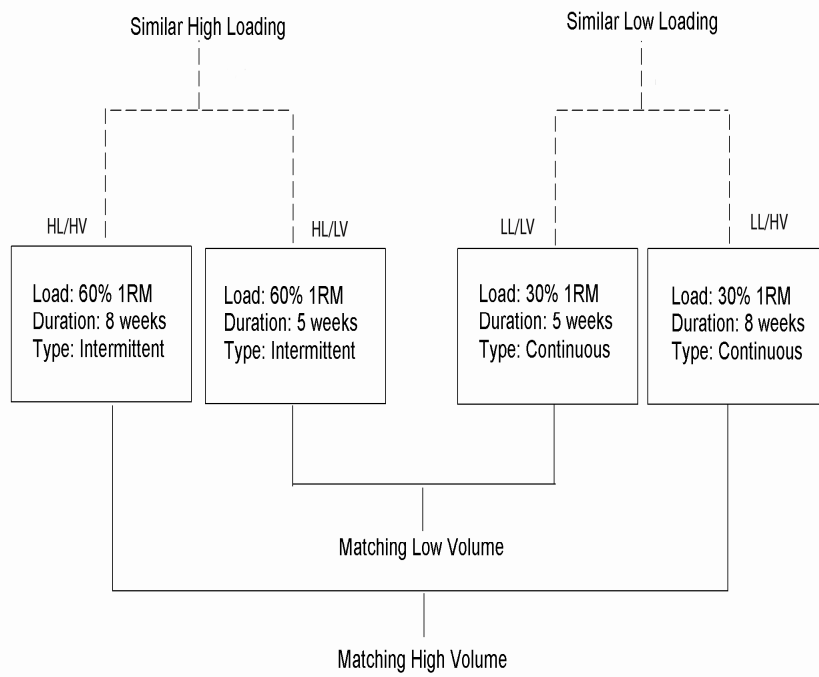 Similar High Loading
Similar Low Loading
HL/HV
HL/LV
LL/LV
LL/HV
Load: 60% 1RM
Duration: 8 weeks
Type: Intermittent
Load: 60% 1RM
Duration: 5 weeks
Type: Intermittent
Load: 30% 1RM
Duration: 5 weeks
Type: Continuous
Load: 30% 1RM
Duration: 8 weeks
Type: Continuous
Matching Low Volume
Matching High Volume